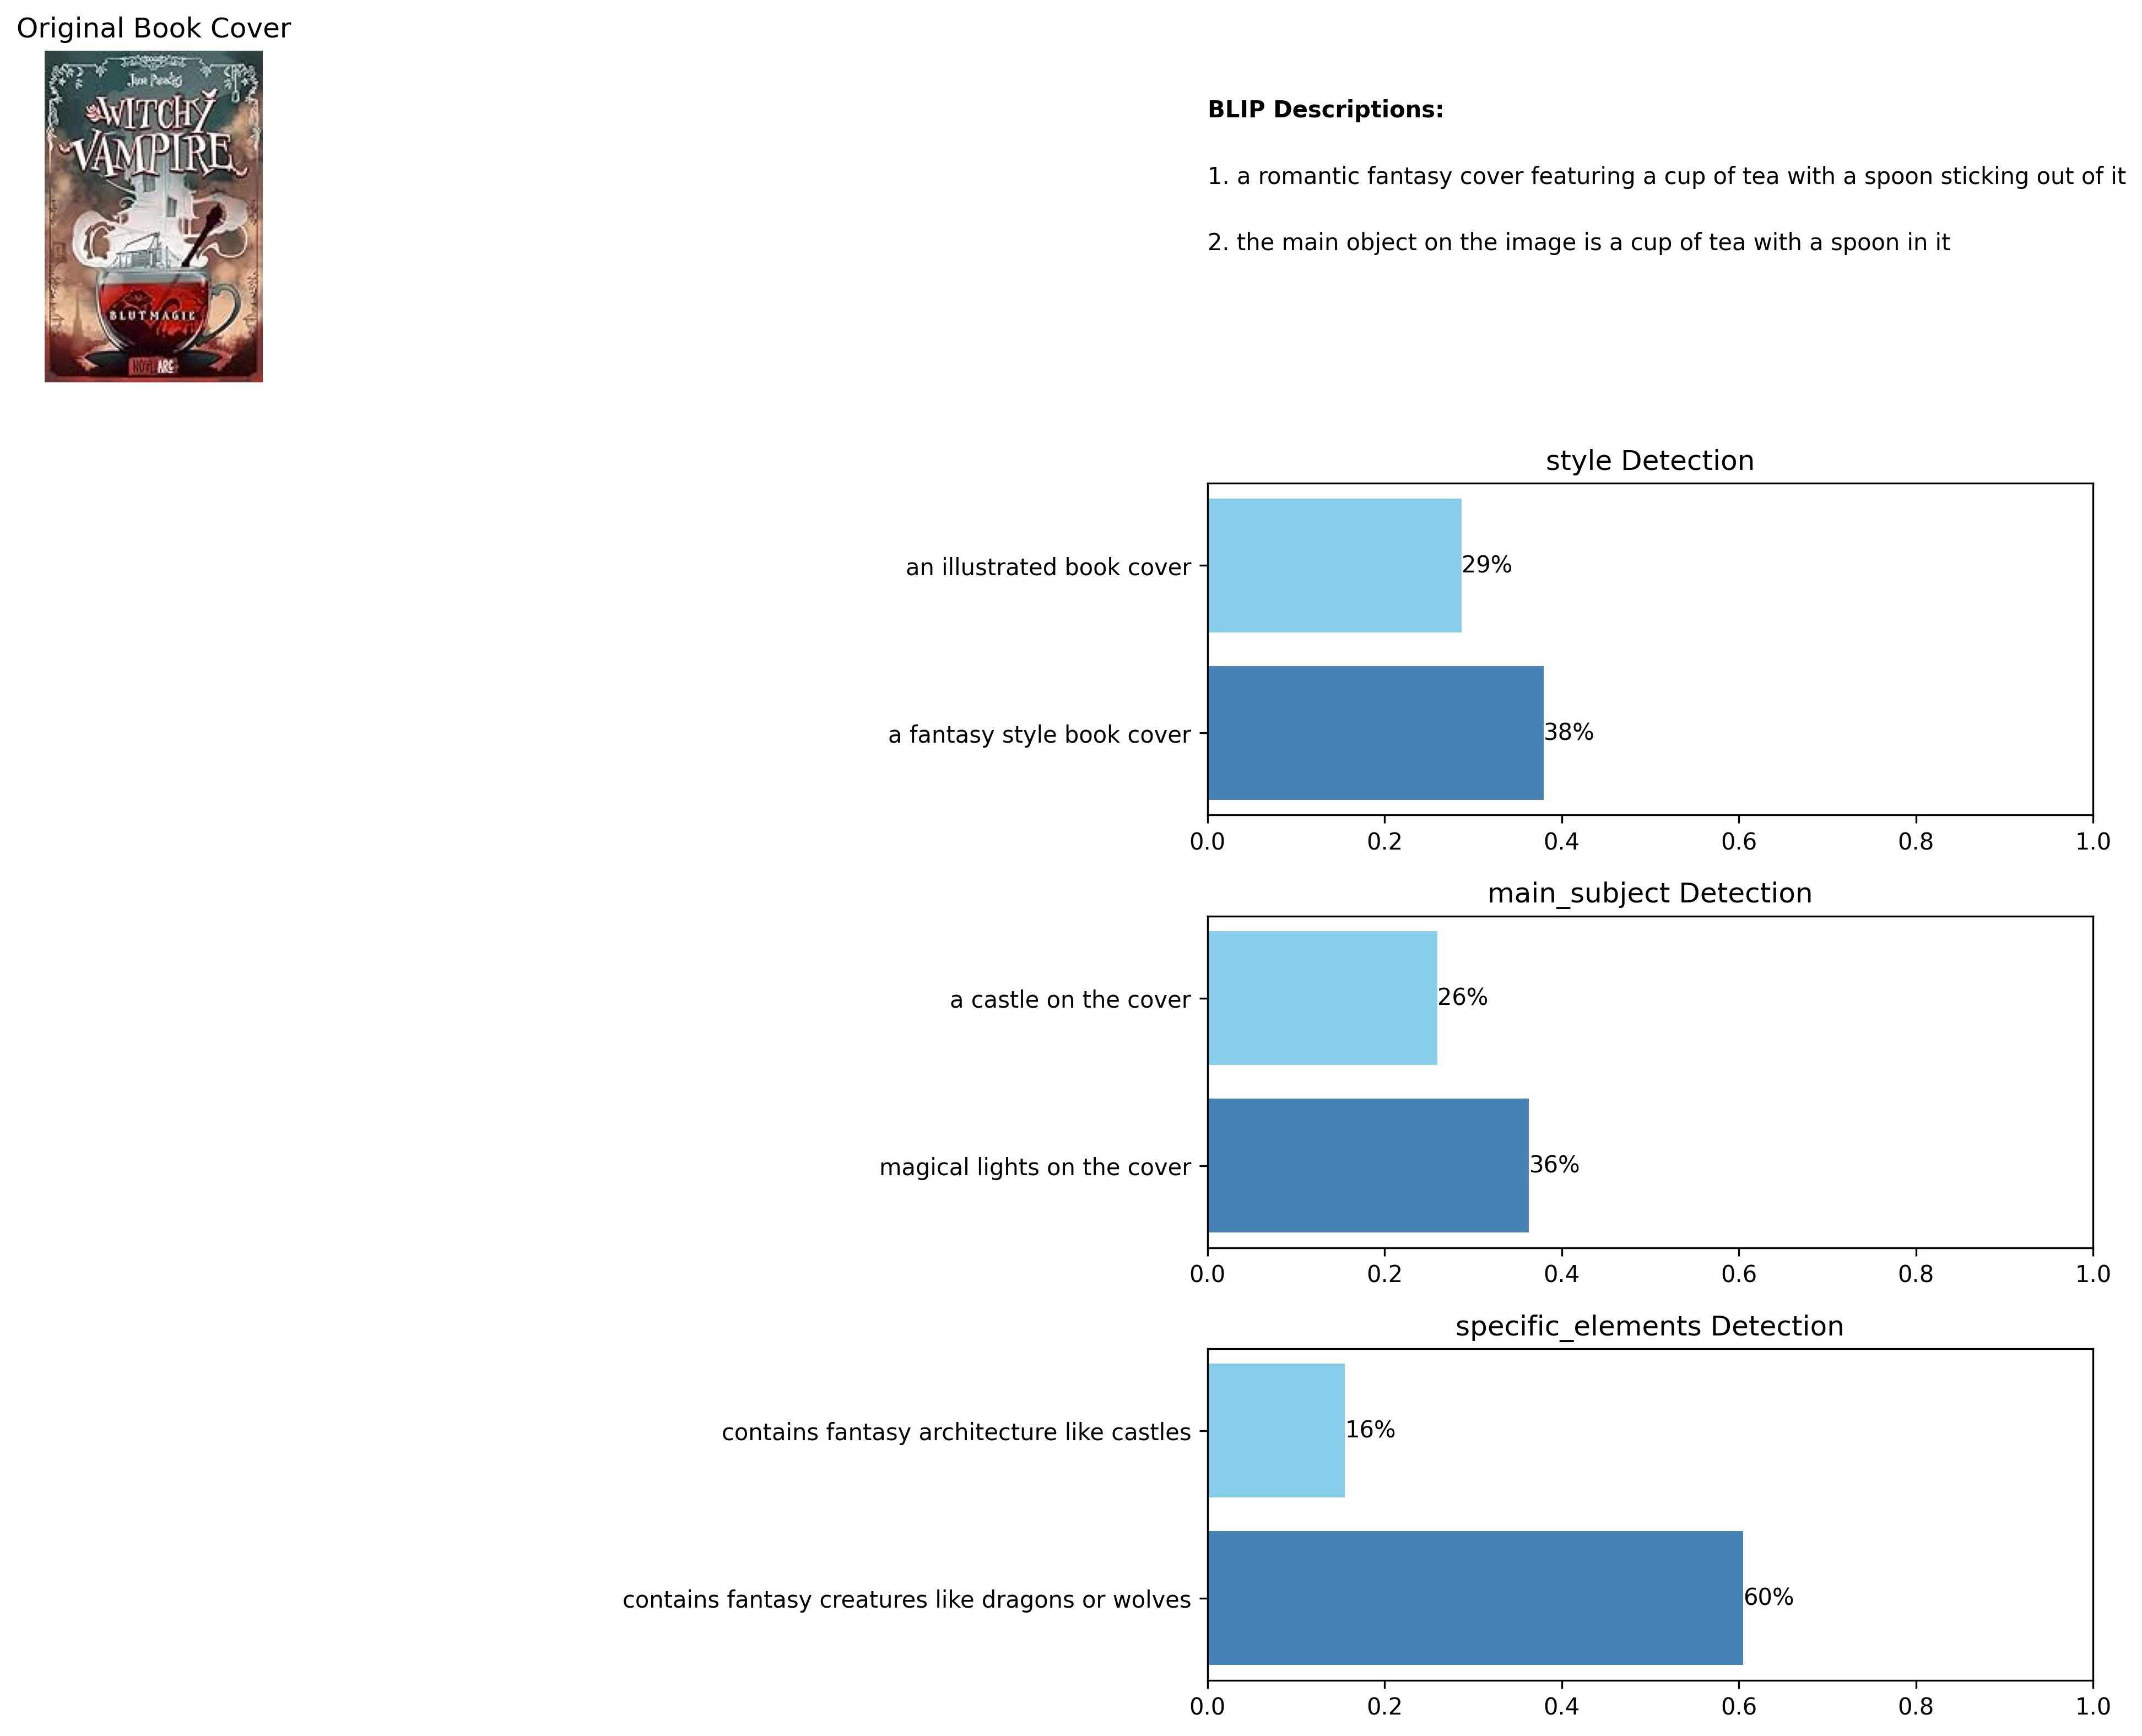 Original Book Cover
WITCHY
VAMPIRE
BLUTMAGIE
NOVEL ARC
BLIP Descriptions:
1. a romantic fantasy cover featuring a cup of tea with a spoon sticking out of it
2. the main object on the image is a cup of tea with a spoon in it
style Detection
an illustrated book cover
29%
a fantasy style book cover
38%
0.0 0.2 0.4 0.6 0.8 1.0
main_subject Detection
a castle on the cover
26%
magical lights on the cover
36%
0.0 0.2 0.4 0.6 0.8 1.0
specific_elements Detection
contains fantasy architecture like castles
16%
contains fantasy creatures like dragons or wolves
60%
0.0 0.2 0.4 0.6 0.8 1.0